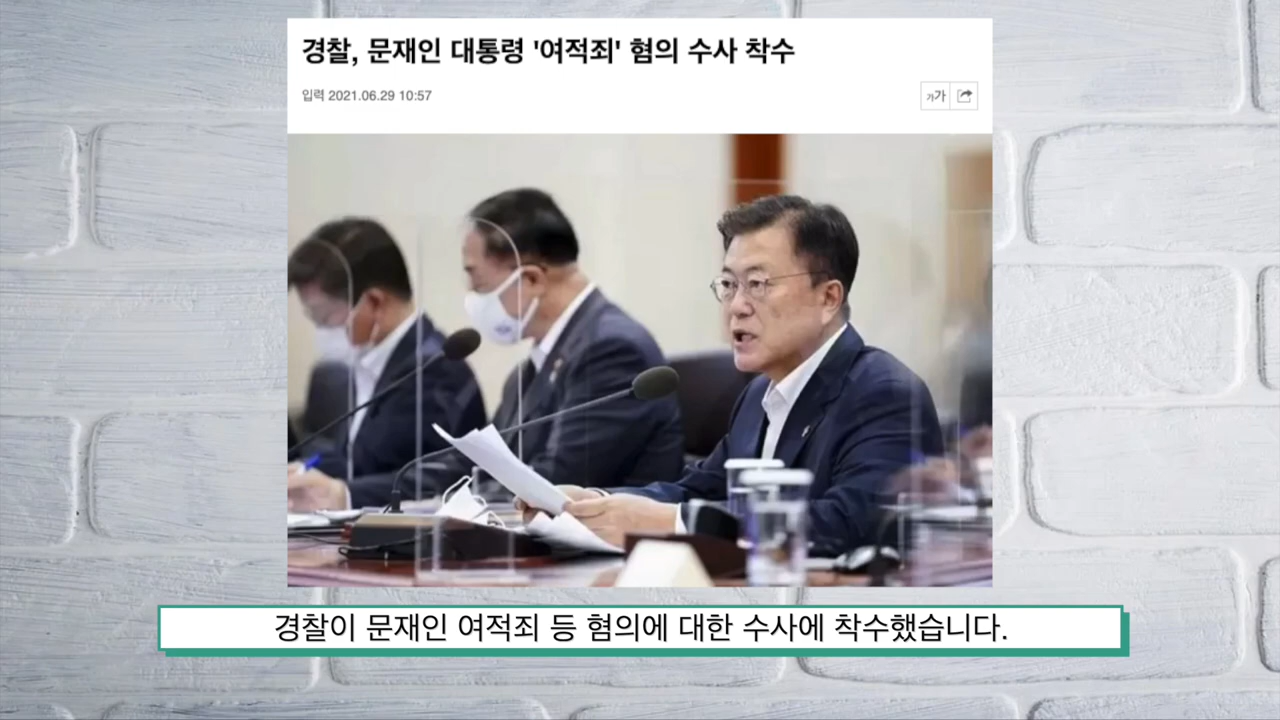 경찰, 문재인 대통령 '여적죄' 혐의 수사 착수
입력 2021.06.29 10:57
가가
경찰이 문재인 여적죄 등 혐의에 대한 수사에 착수했습니다.